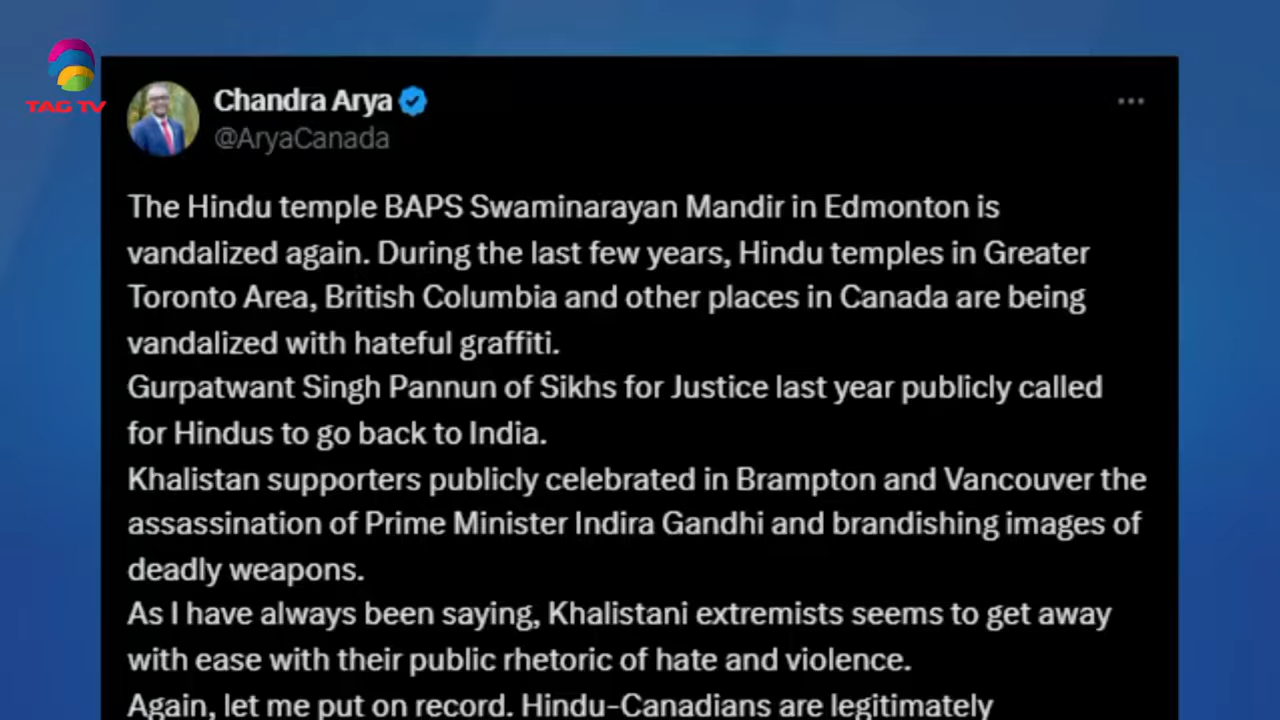 TAG TV
Chandra Arya
@AryaCanada
The Hindu temple BAPS Swaminarayan Mandir in Edmonton is
vandalized again. During the last few years, Hindu temples in Greater
Toronto Area, British Columbia and other places in Canada are being
vandalized with hateful graffiti.
Gurpatwant Singh Pannun of Sikhs for Justice last year publicly called
for Hindus to go back to India.
Khalistan supporters publicly celebrated in Brampton and Vancouver the
assassination of Prime Minister Indira Gandhi and brandishing images of
deadly weapons.
As I have always been saying, Khalistani extremists seems to get away
with ease with their public rhetoric of hate and violence.
Again, let me put on record. Hindu-Canadians are legitimately